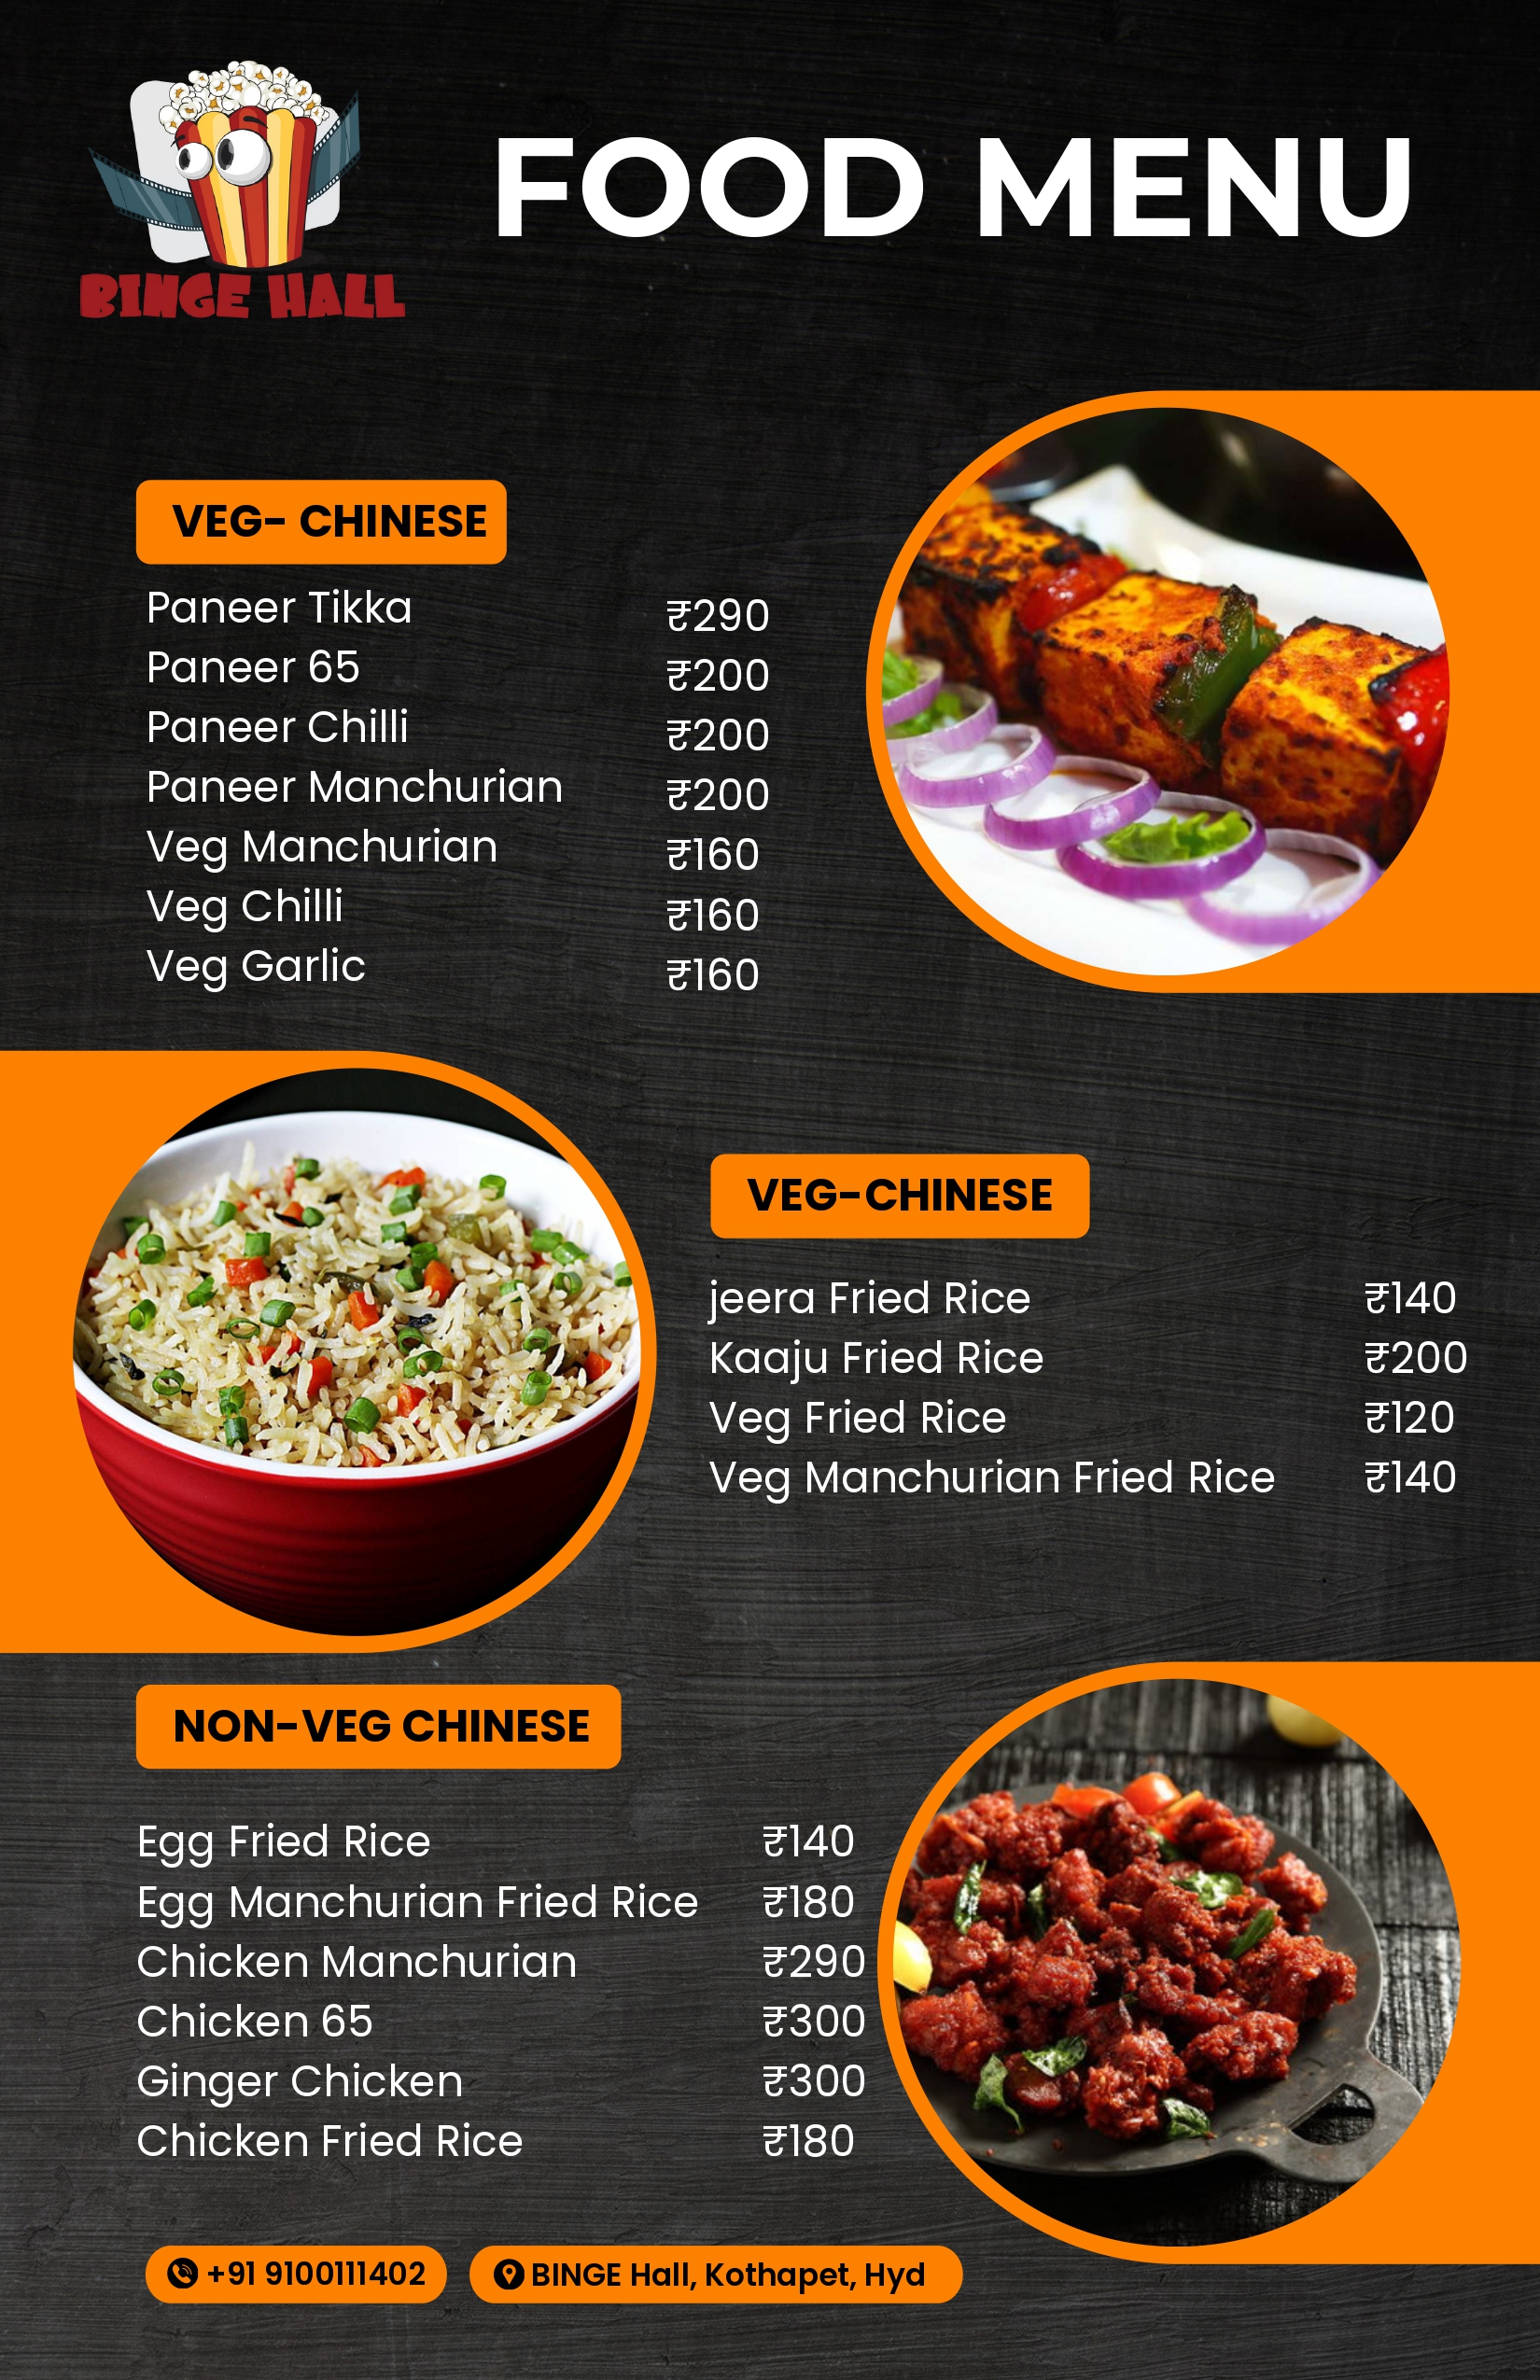 BINGE HALL
FOOD MENU
VEG- CHINESE
Paneer Tikka ₹290
Paneer 65 ₹200
Paneer Chilli ₹200
Paneer Manchurian ₹200
Veg Manchurian ₹160
Veg Chilli ₹160
Veg Garlic ₹160
VEG-CHINESE
jeera Fried Rice ₹140
Kaaju Fried Rice ₹200
Veg Fried Rice ₹120
Veg Manchurian Fried Rice ₹140
NON-VEG CHINESE
Egg Fried Rice ₹140
Egg Manchurian Fried Rice ₹180
Chicken Manchurian ₹290
Chicken 65 ₹300
Ginger Chicken ₹300
Chicken Fried Rice ₹180
+91 9100111402 BINGE Hall, Kothapet, Hyd